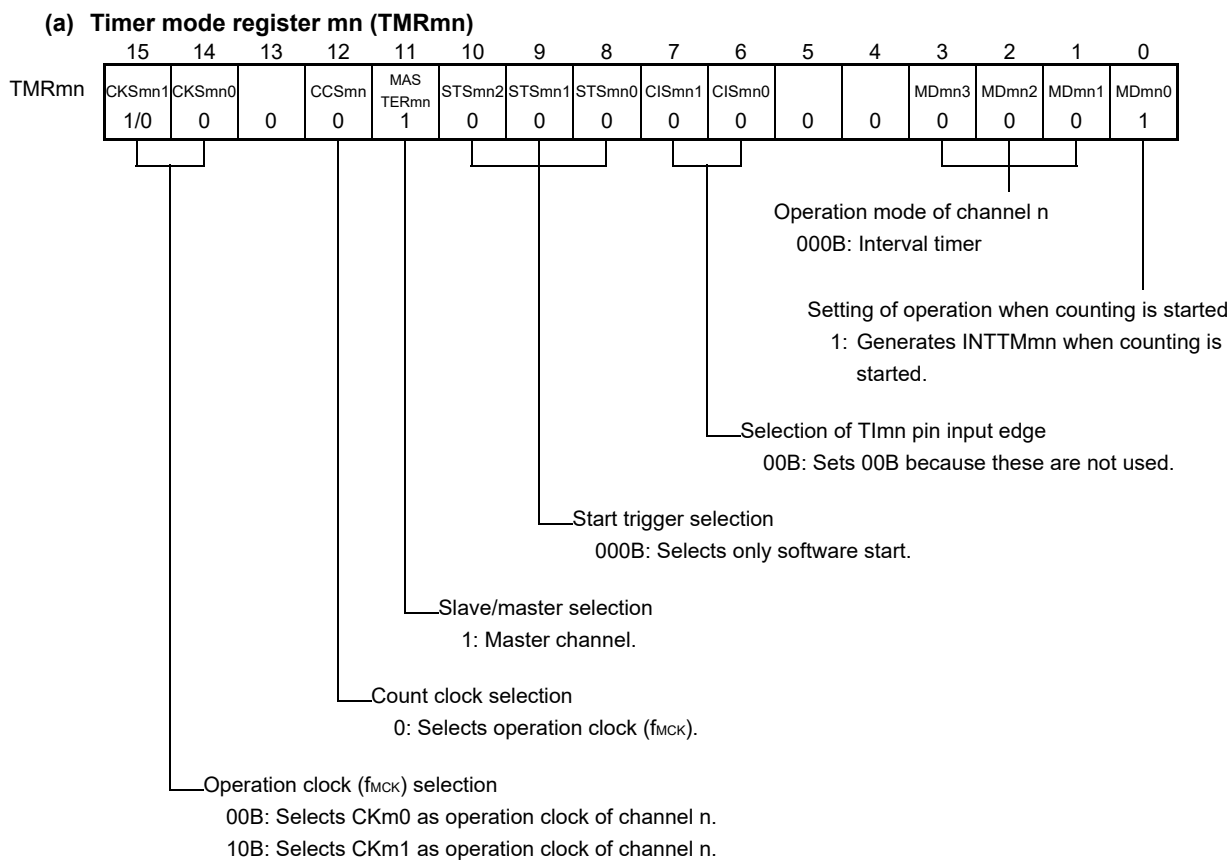 (a) Timer mode register mn (TMRmn)
15 14 13 12 11 10 9 8 7 6 5 4 3 2 1 0
TMRmn CKSmn1 CKSmn0 CCSmn MAS TERmn STSmn2 STSmn1 STSmn0 CISmn1 CISmn0 MDmn3 MDmn2 MDmn1 MDmn0
1/0 0 0 0 1 0 0 0 0 0 0 0 0 0 0 1
Operation mode of channel n
000B: Interval timer
Setting of operation when counting is started
1: Generates INTTMmn when counting is
started.
Selection of TImn pin input edge
00B: Sets 00B because these are not used.
Start trigger selection
000B: Selects only software start.
Slave/master selection
1: Master channel.
Count clock selection
0: Selects operation clock (fMCK).
Operation clock (fMCK) selection
00B: Selects CKm0 as operation clock of channel n.
10B: Selects CKm1 as operation clock of channel n.